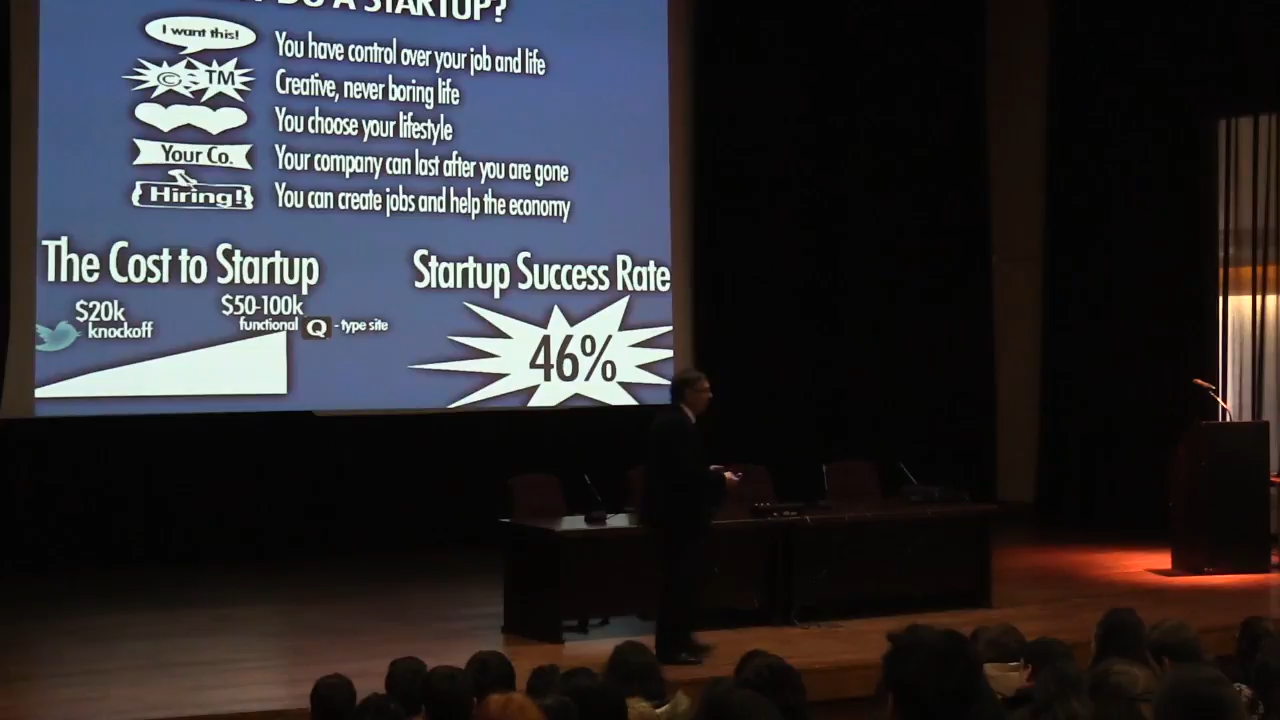 DO A STARTUP?
I want this!
You have control over your job and life
© TM
Creative, never boring life
You choose your lifestyle
Your Co.
Your company can last after you are gone
Hiring!
You can create jobs and help the economy
The Cost to Startup
Startup Success Rate
$20k
knockoff
$50-100k
functional Q - type site
46%